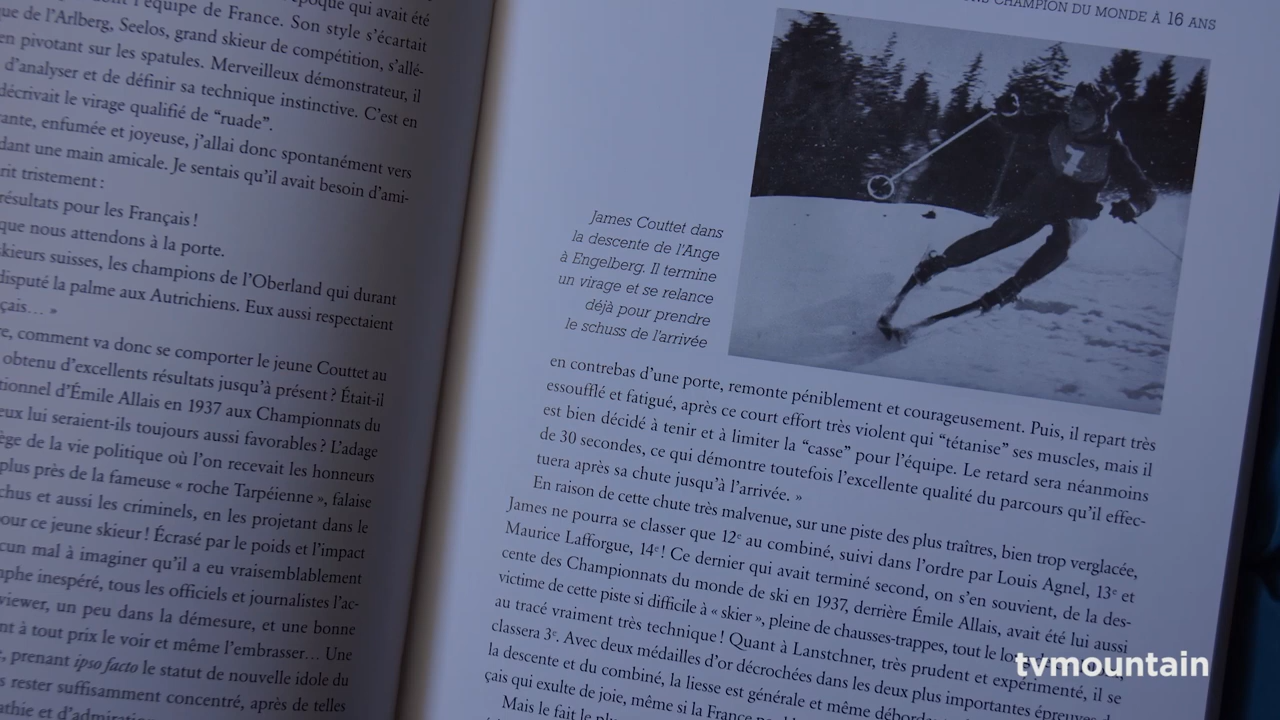 époque qui avait été
l'équipe de France. Son style s'écartait
que de l'Arlberg, Seelos, grand skieur de compétition, s'allé-
en pivotant sur les spatules. Merveilleux démonstrateur, il
d'analyser et de définir sa technique instinctive. C'est en
décrivait le virage qualifié de “ruade”.
ante, enfumée et joyeuse, j'allai donc spontanément vers
dant une main amicale. Je sentais qu'il avait besoin d'ami-
rit tristement :
résultats pour les Français !
que nous attendons à la porte.
skieurs suisses, les champions de l'Oberland qui durant
disputé la palme aux Autrichiens. Eux aussi respectaient
çais… »
re, comment va donc se comporter le jeune Couttet au
obtenu d'excellents résultats jusqu'à présent ? Était-il
tionnel d'Émile Allais en 1937 aux Championnats du
eux lui seraient-ils toujours aussi favorables ? L'adage
ège de la vie politique où l'on recevait les honneurs
plus près de la fameuse « roche Tarpéienne », falaise
chus et aussi les criminels, en les projetant dans le
our ce jeune skieur ! Écrasé par le poids et l'impact
cun mal à imaginer qu'il a eu vraisemblablement
mphe inespéré, tous les officiels et journalistes l'ac-
viewer, un peu dans la démesure, et une bonne
nt à tout prix le voir et même l'embrasser… Une
e, prenant ipso facto le statut de nouvelle idole du
s rester suffisamment concentré, après de telles
athie et d'admiration
CHAMPION DU MONDE À 16 ANS
1
James Couttet dans
la descente de l'Ange
à Engelberg. Il termine
un virage et se relance
déjà pour prendre
le schuss de l'arrivée
en contrebas d'une porte, remonte péniblement et courageusement. Puis, il repart très
essoufflé et fatigué, après ce court effort très violent qui “tétanise” ses muscles, mais il
est bien décidé à tenir et à limiter la “casse” pour l'équipe. Le retard sera néanmoins
de 30 secondes, ce qui démontre toutefois l'excellente qualité du parcours qu'il effec-
tuera après sa chute jusqu'à l'arrivée. »
En raison de cette chute très malvenue, sur une piste des plus traîtres, bien trop verglacée,
James ne pourra se classer que 12e au combiné, suivi dans l'ordre par Louis Agnel, 13e et
Maurice Lafforgue, 14e ! Ce dernier qui avait terminé second, on s'en souvient, de la des-
cente des Championnats du monde de ski en 1937, derrière Émile Allais, avait été lui aussi
victime de cette piste si difficile à « skier », pleine de chausses-trappes, tout le
au tracé vraiment très technique ! Quant à Lanstchner, très prudent et expérimenté, il se
classera 3e. Avec deux médailles d'or décrochées dans les deux plus importantes épreuves
la descente et du combiné, la liesse est générale et même
çais qui exulte de joie, même si la France
Mais le fait le
tvmountain